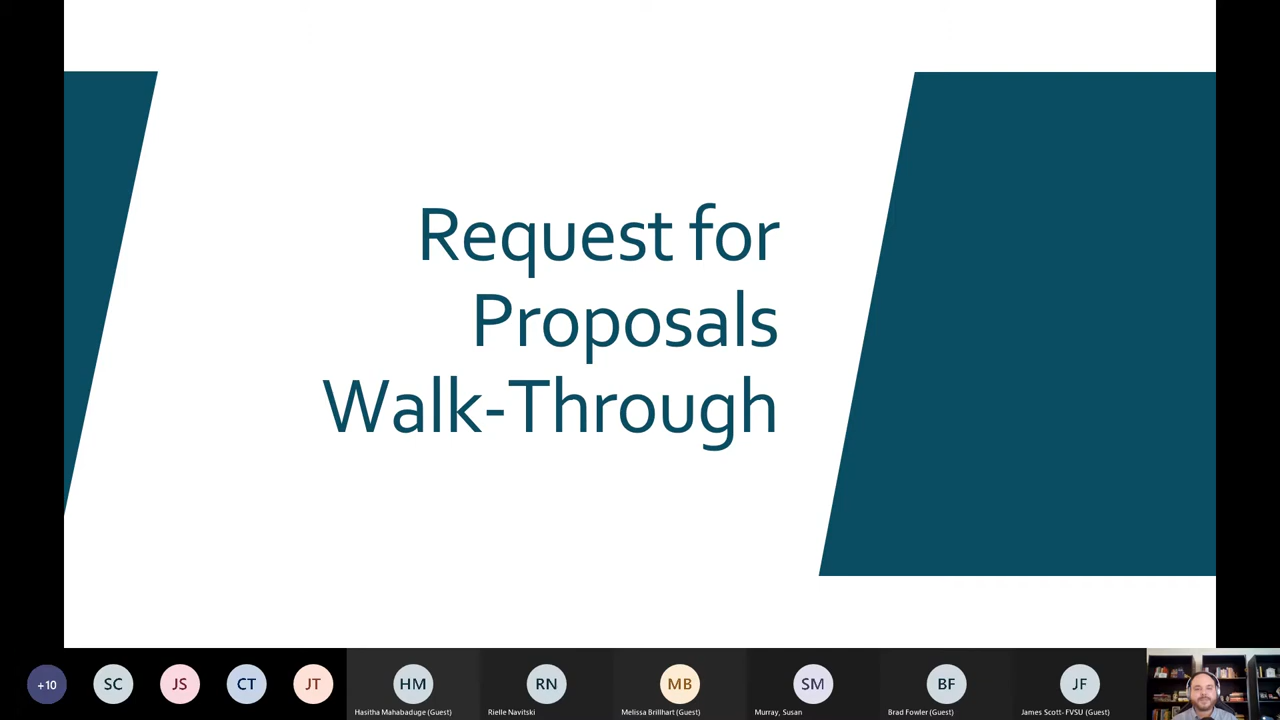 Request for
Proposals
Walk-Through
+10
SC
JS
CT
JT
HM
Hasitha Mahabaduge (Guest)
RN
Rielle Navitski
MB
Melissa Brillhart (Guest)
SM
Murray, Susan
BF
Brad Fowler (Guest)
JF
James Scott- FVSU (Guest)